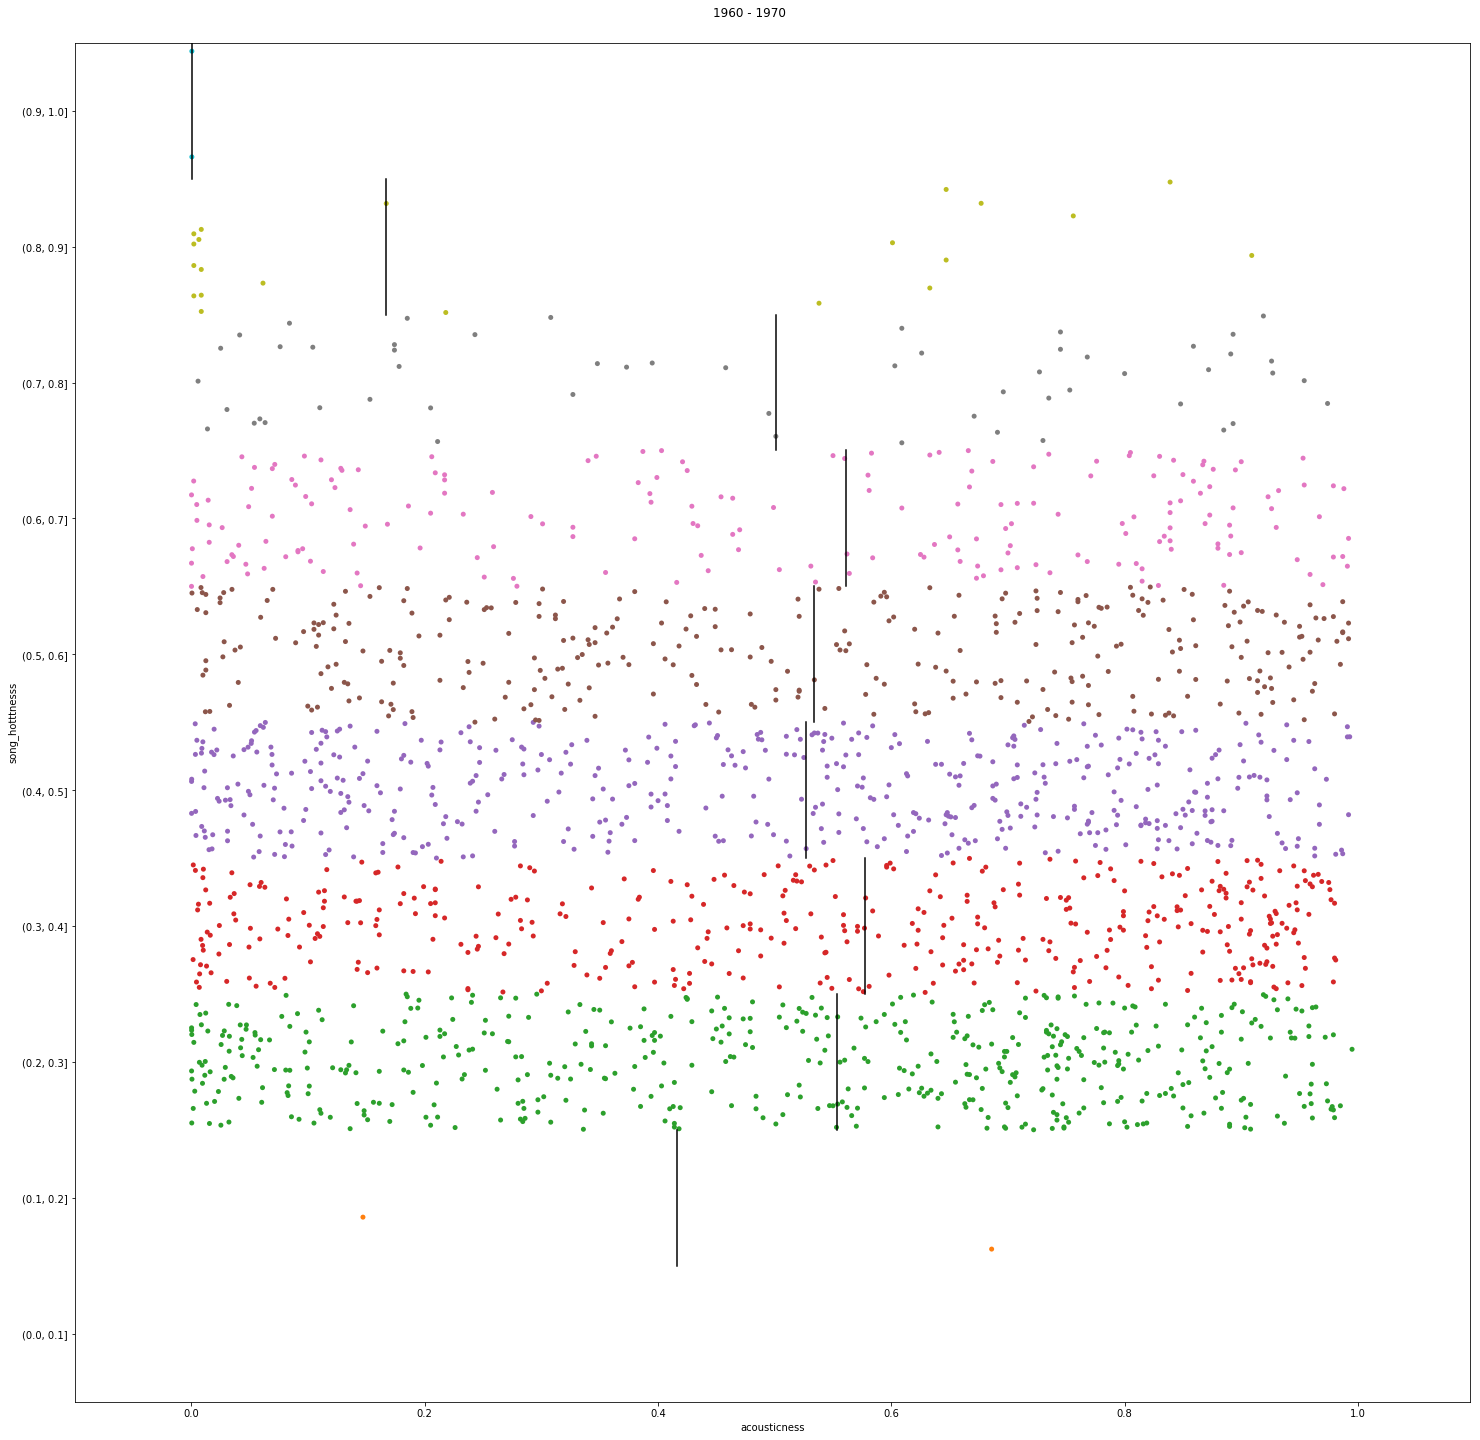 1960 - 1970
(0.9, 1.0]
(0.8, 0.9]
(0.7, 0.8]
(0.6, 0.7]
(0.5, 0.6]
(0.4, 0.5]
(0.3, 0.4]
(0.2, 0.3]
(0.1, 0.2]
(0.0, 0.1]
song_hotttnesss
0.0 0.2 0.4 0.6 0.8 1.0
acousticness